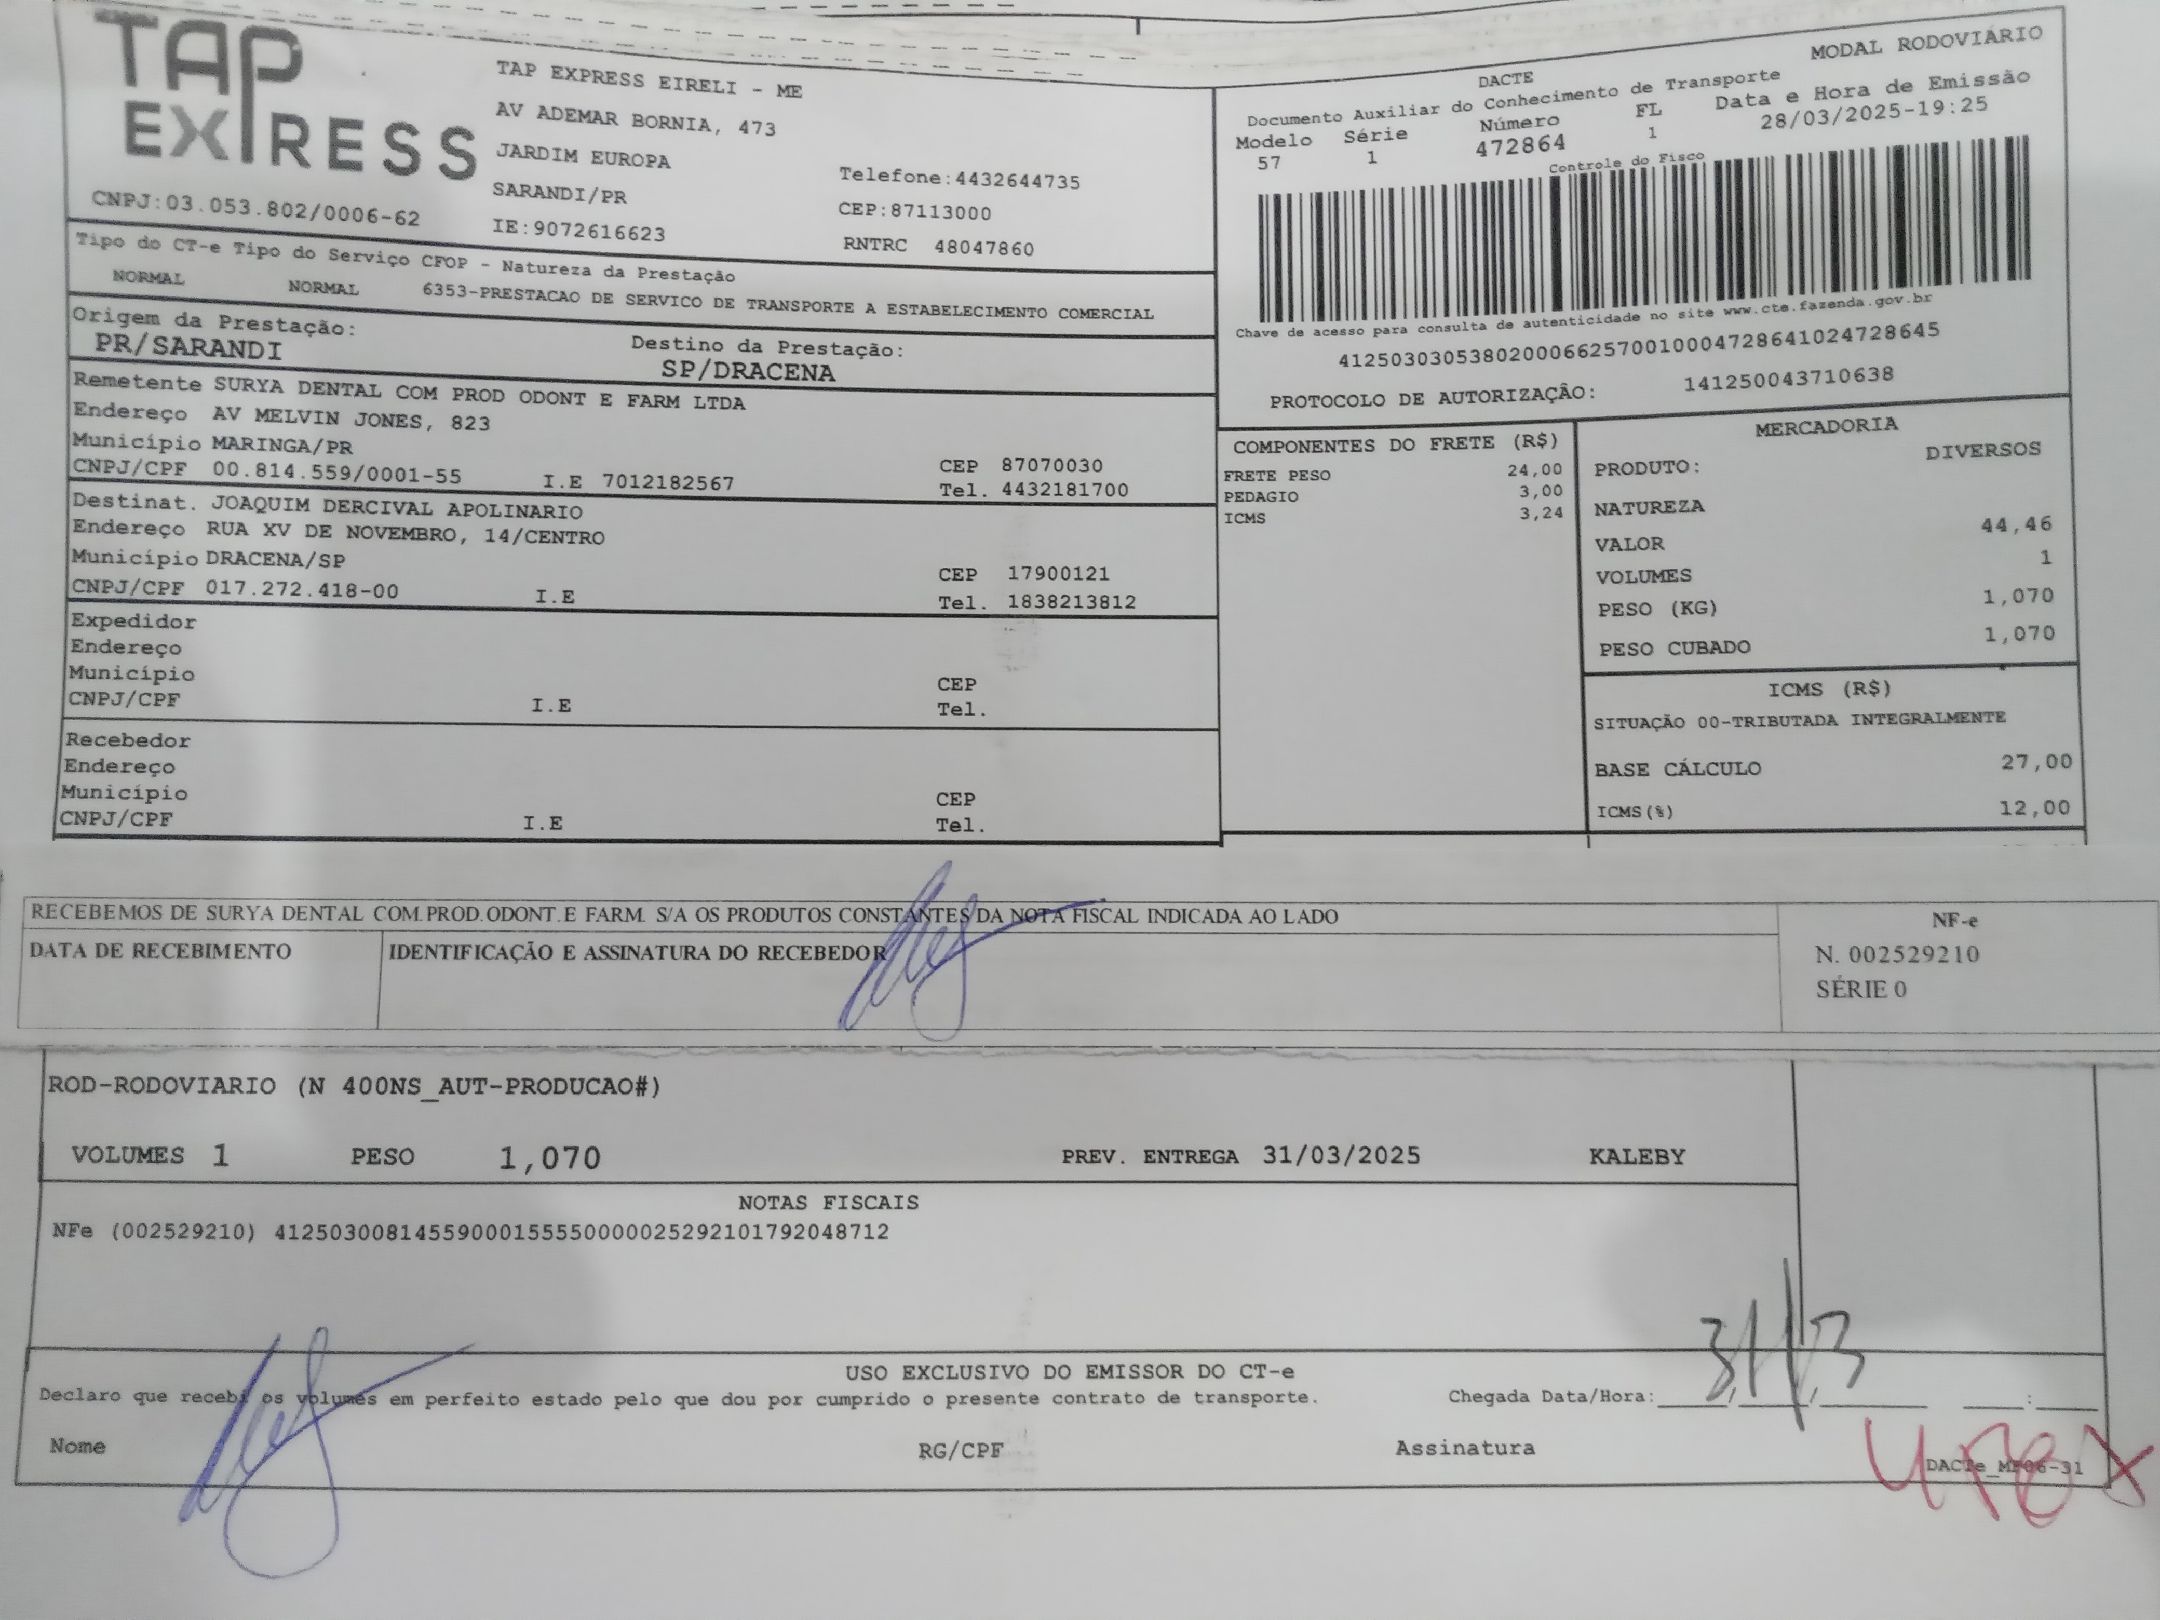 TAP
EXPRESS
CNPJ:03.053.802/0006-62
TAP EXPRESS EIRELI - ME
AV ADEMAR BORNIA, 473
JARDIM EUROPA
SARANDI/PR
IE:9072616623
Telefone:4432644735
CEP:87113000
RNTRC 48047860
MODAL RODOVIÁRIO
DACTE
Documento Auxiliar do Conhecimento de Transporte
Modelo Série Número FL Data e Hora de Emissão
57 1 472864 1 28/03/2025-19:25
Controle do Fisco
Chave de acesso para consulta de autenticidade no site www.cte.fazenda.gov.br
41250303053802000662570010004728641024728645
PROTOCOLO DE AUTORIZAÇÃO: 141250043710638
Tipo do CT-e Tipo do Serviço CFOP - Natureza da Prestação
NORMAL NORMAL 6353-PRESTACAO DE SERVICO DE TRANSPORTE A ESTABELECIMENTO COMERCIAL
Origem da Prestação: Destino da Prestação:
PR/SARANDI SP/DRACENA
Remetente SURYA DENTAL COM PROD ODONT E FARM LTDA
Endereço AV MELVIN JONES, 823
Município MARINGA/PR CEP 87070030
CNPJ/CPF 00.814.559/0001-55 I.E 7012182567 Tel. 4432181700
Destinat. JOAQUIM DERCIVAL APOLINARIO
Endereço RUA XV DE NOVEMBRO, 14/CENTRO
Município DRACENA/SP CEP 17900121
CNPJ/CPF 017.272.418-00 I.E Tel. 1838213812
Expedidor
Endereço
Município CEP
CNPJ/CPF I.E Tel.
Recebedor
Endereço
Município CEP
CNPJ/CPF I.E Tel.
COMPONENTES DO FRETE (R$)
FRETE PESO 24,00
PEDAGIO 3,00
ICMS 3,24
MERCADORIA
PRODUTO: DIVERSOS
NATUREZA
VALOR 44,46
VOLUMES 1
PESO (KG) 1,070
PESO CUBADO 1,070
ICMS (R$)
SITUAÇÃO 00-TRIBUTADA INTEGRALMENTE
BASE CÁLCULO 27,00
ICMS(%) 12,00
RECEBEMOS DE SURYA DENTAL COM.PROD.ODONT.E FARM. S/A OS PRODUTOS CONSTANTES DA NOTA FISCAL INDICADA AO LADO
DATA DE RECEBIMENTO IDENTIFICAÇÃO E ASSINATURA DO RECEBEDOR
NF-e
N. 002529210
SÉRIE 0
ROD-RODOVIARIO (N 400NS_AUT-PRODUCAO#)
VOLUMES 1 PESO 1,070 PREV. ENTREGA 31/03/2025 KALEBY
NOTAS FISCAIS
NFe (002529210) 41250300814559000155550000025292101792048712
USO EXCLUSIVO DO EMISSOR DO CT-e
Declaro que recebi os volumes em perfeito estado pelo que dou por cumprido o presente contrato de transporte. Chegada Data/Hora: 31/3
Nome RG/CPF Assinatura